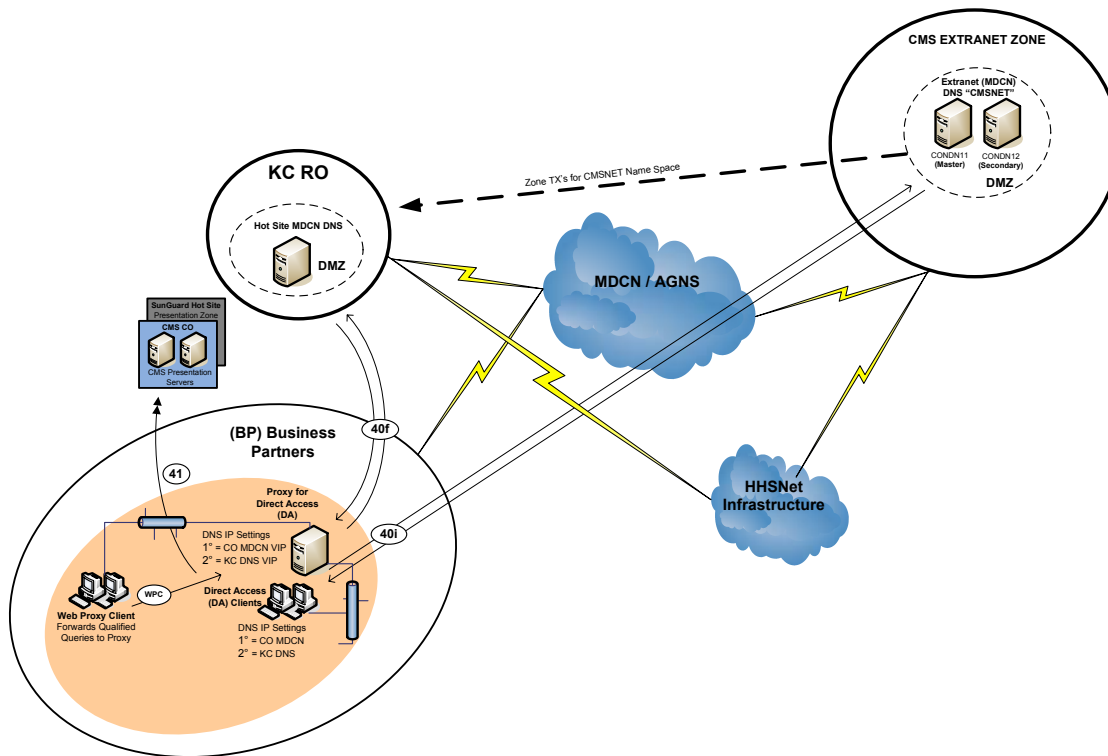 CMS EXTRANET ZONE
Extranet (MDCN)
DNS “CMSNET”
CONDN11
(Master)
CONDN12
(Secondary)
DMZ
KC RO
Zone TX’s for CMSNET Name Space
Hot Site MDCN DNS
DMZ
MDCN / AGNS
SunGuard Hot Site
Presentation Zone
CMS CO
CMS Presentation
Servers
(BP) Business
Partners
40f
41
Proxy for
Direct Access
(DA)
40i
HHSNet
Infrastructure
DNS IP Settings
1° = CO MDCN VIP
2° = KC DNS VIP
WPC
Direct Access
(DA) Clients
Web Proxy Client
Forwards Qualified
Queries to Proxy
DNS IP Settings
1° = CO MDCN
2° = KC DNS